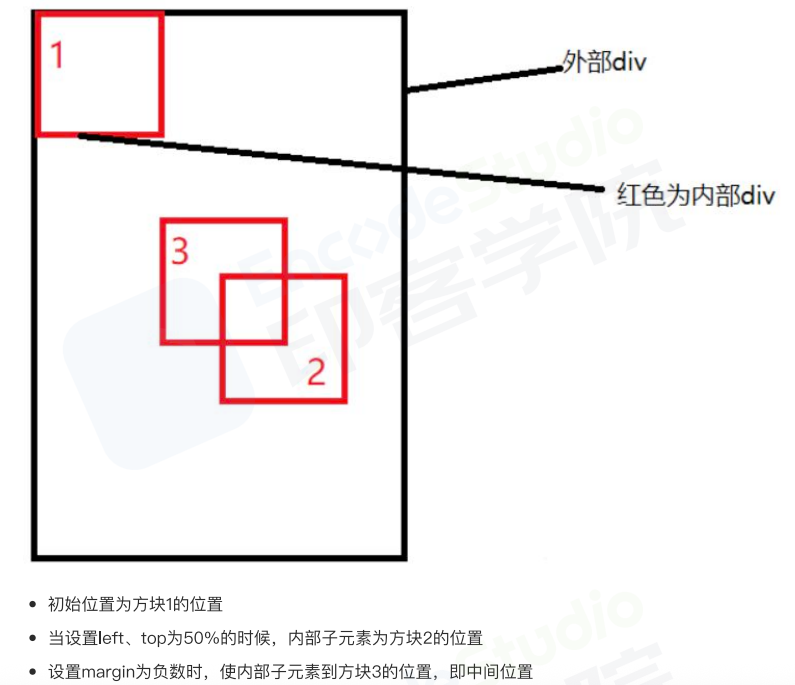 1
外部div
红色为内部div
3
2
EncodeStudio
印客学院
• 初始位置为方块1的位置
• 当设置left、top为50%的时候，内部子元素为方块2的位置
• 设置margin为负数时，使内部子元素到方块3的位置，即中间位置